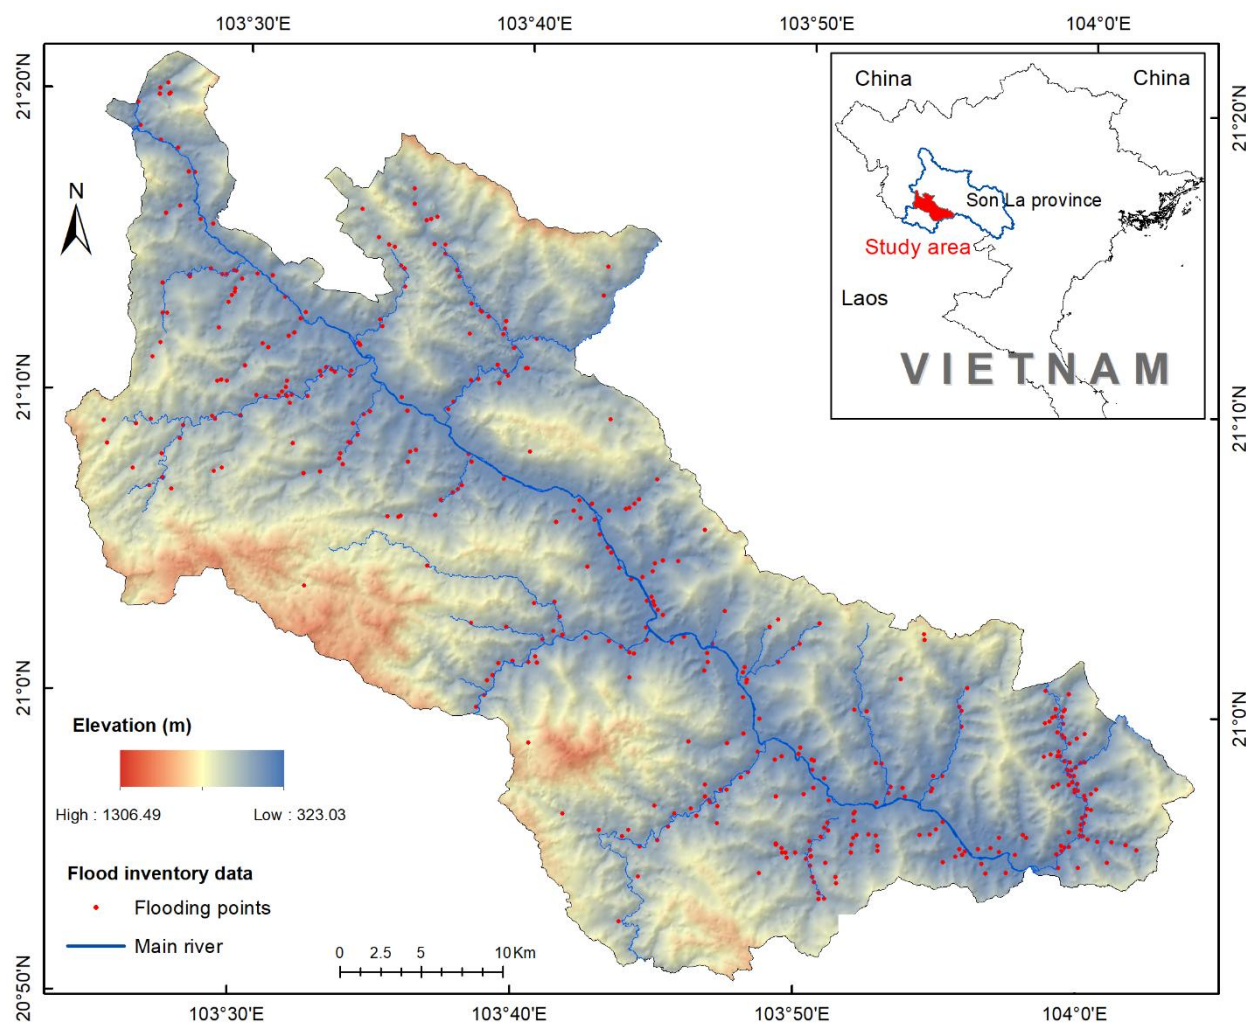 103°30'E 103°40'E 103°50'E 104°0'E
21°20'N
21°20'N
China China
Son La province
Study area
Laos
VIETNAM
N
21°10'N
21°10'N
21°0'N
21°0'N
Elevation (m)
High : 1306.49 Low : 323.03
Flood inventory data
Flooding points
Main river
0 2.5 5 10 Km
20°50'N
103°30'E 103°40'E 103°50'E 104°0'E